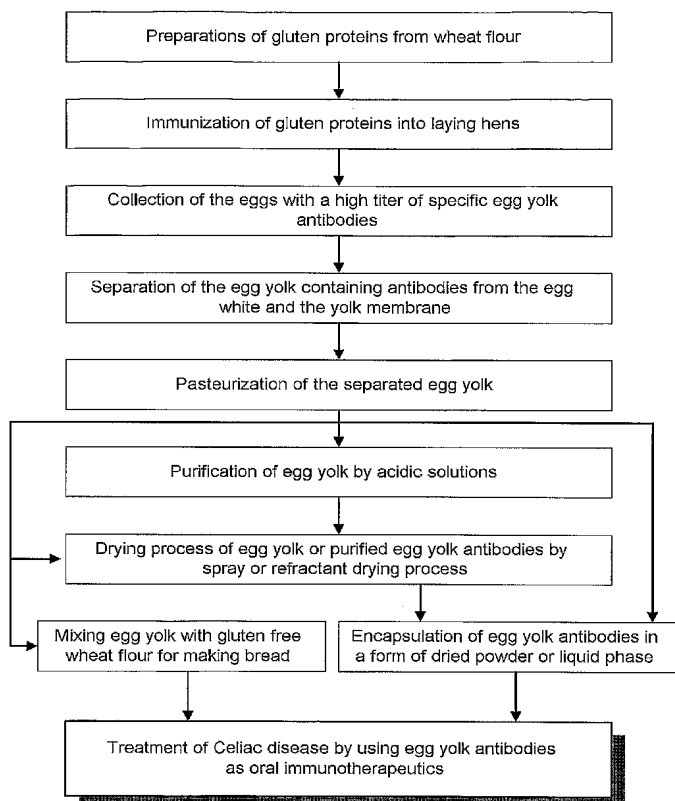 Preparations of gluten proteins from wheat flour
Immunization of gluten proteins into laying hens
Collection of the eggs with a high titer of specific egg yolk
antibodies
Separation of the egg yolk containing antibodies from the egg
white and the yolk membrane
Pasteurization of the separated egg yolk
Purification of egg yolk by acidic solutions
Drying process of egg yolk or purified egg yolk antibodies by
spray or refractant drying process
Mixing egg yolk with gluten free
wheat flour for making bread
Encapsulation of egg yolk antibodies in
a form of dried powder or liquid phase
Treatment of Celiac disease by using egg yolk antibodies
as oral immunotherapeutics